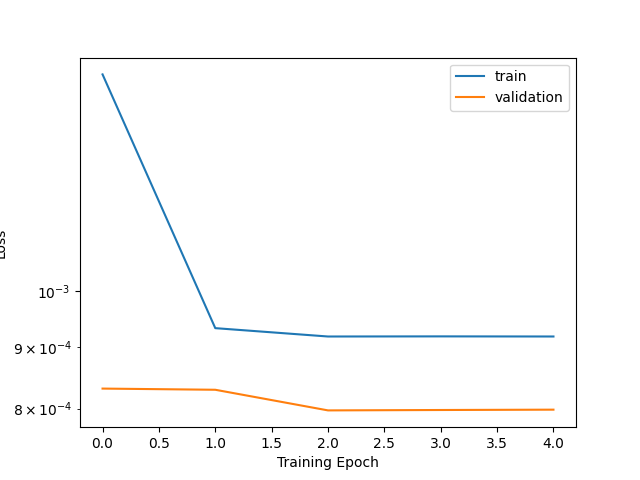 train
validation
Loss
10⁻³
9 × 10⁻⁴
8 × 10⁻⁴
0.0 0.5 1.0 1.5 2.0 2.5 3.0 3.5 4.0
Training Epoch